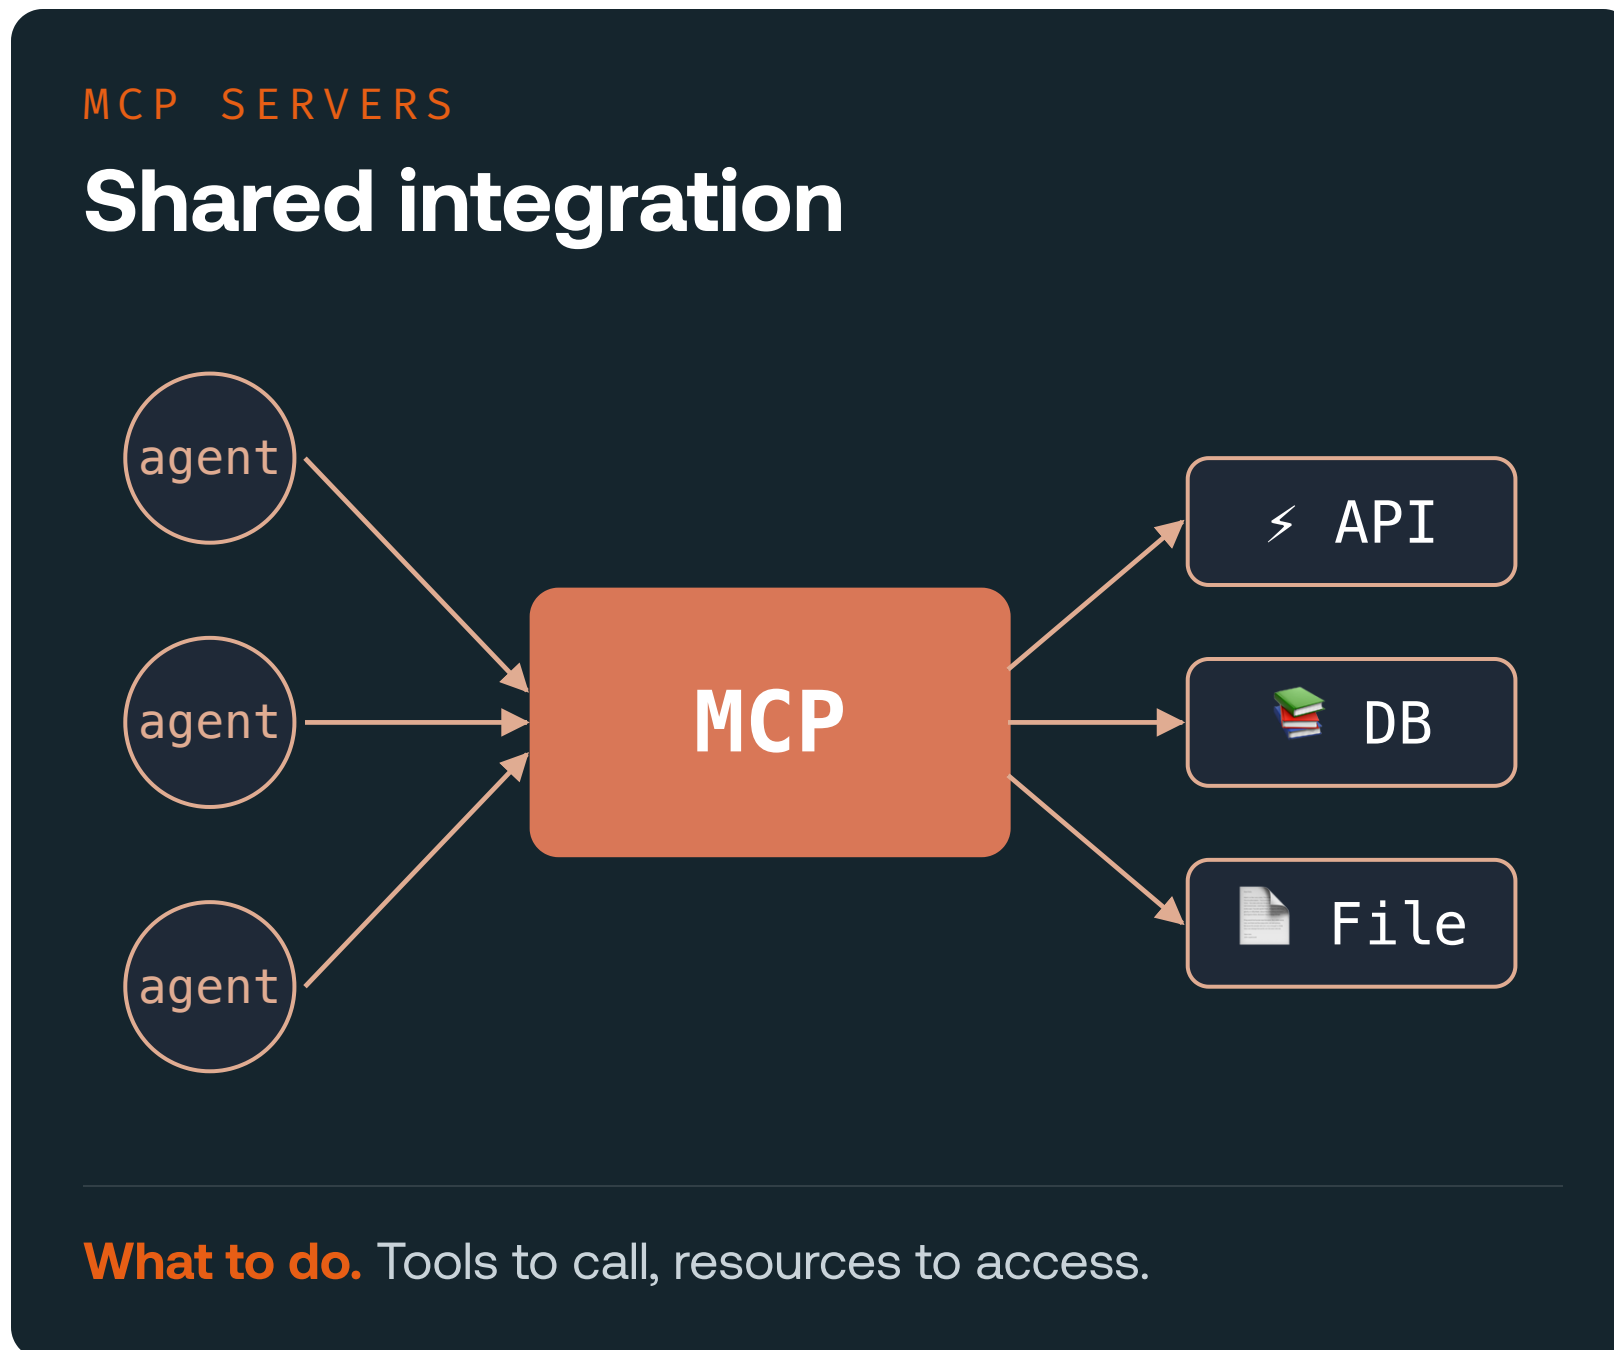 MCP SERVERS
Shared integration
agent
agent
agent
MCP
⚡ API
📚 DB
📄 File
What to do. Tools to call, resources to access.